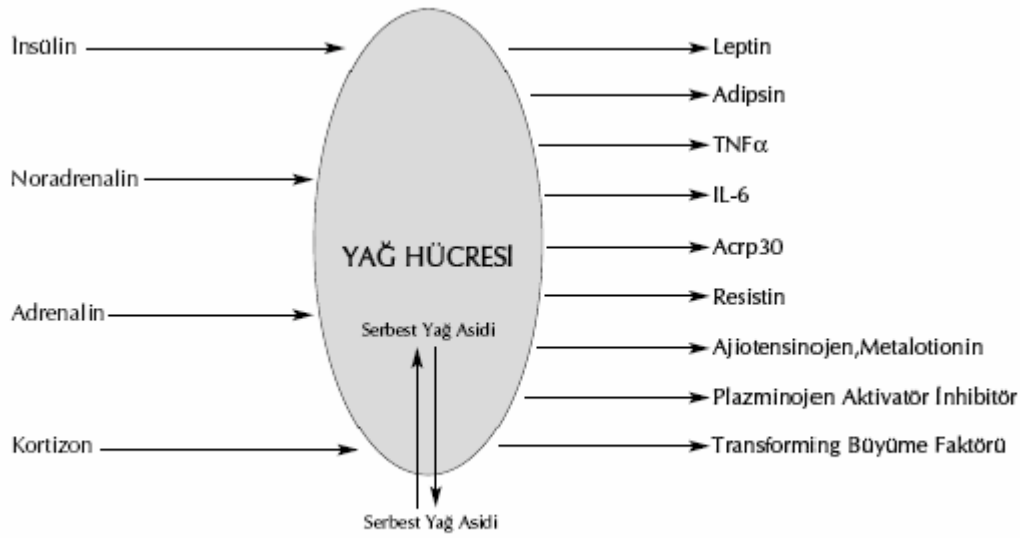 İnsülin
Leptin
Adipsin
TNFα
Noradrenalin
IL-6
YAĞ HÜCRESİ
Acrp30
Resistin
Adrenalin
Serbest Yağ Asidi
Ajiotensinojen,Metalotionin
Plazminojen Aktivatör İnhibitör
Kortizon
Transforming Büyüme Faktörü
Serbest Yağ Asidi